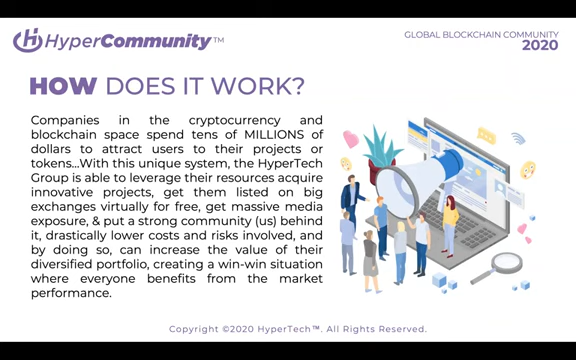 HyperCommunity™
GLOBAL BLOCKCHAIN COMMUNITY
2020
HOW DOES IT WORK?
Companies in the cryptocurrency and
blockchain space spend tens of MILLIONS of
dollars to attract users to their projects or
tokens...With this unique system, the HyperTech
Group is able to leverage their resources acquire
innovative projects, get them listed on big
exchanges virtually for free, get massive media
exposure, & put a strong community (us) behind
it, drastically lower costs and risks involved, and
by doing so, can increase the value of their
diversified portfolio, creating a win-win situation
where everyone benefits from the market
performance.
Copyright ©2020 HyperTech™. All Rights Reserved.